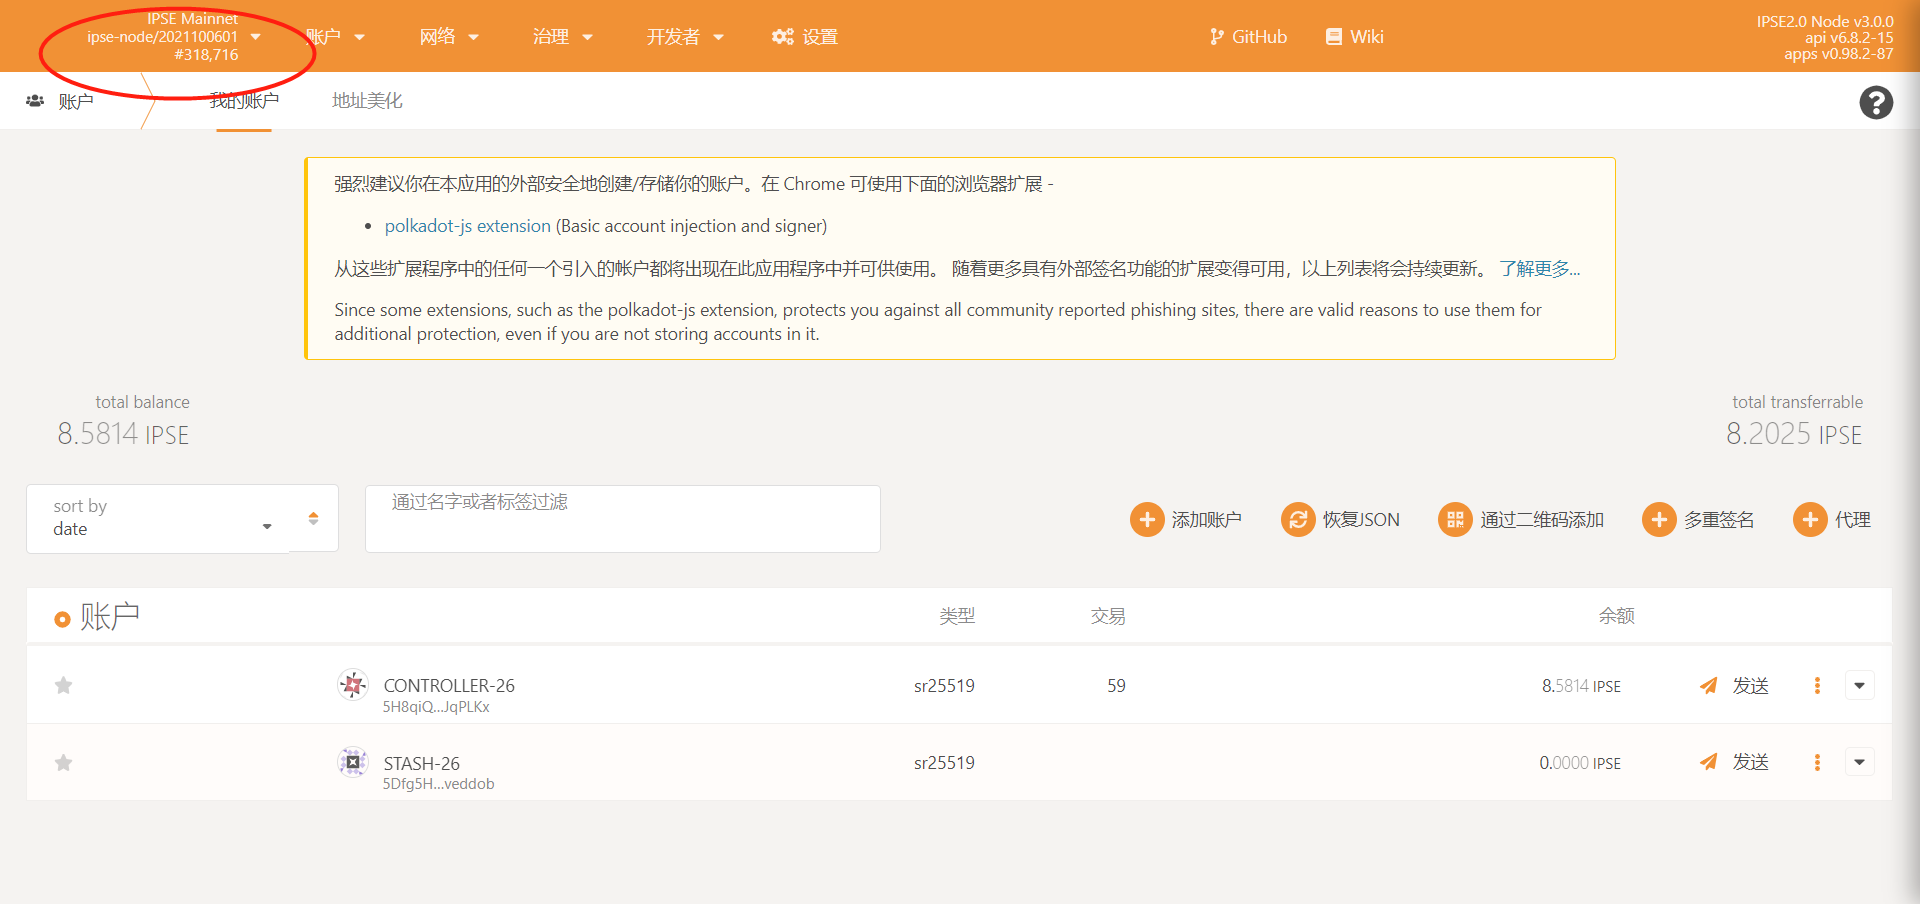 IPSE Mainnet
ipse-node/2021100601
#318,716
账户
网络
治理
开发者
设置
GitHub
Wiki
IPSE2.0 Node v3.0.0
api v6.8.2-15
apps v0.98.2-87
账户
我的账户
地址美化
强烈建议你在本应用的外部安全地创建/存储你的账户。在 Chrome 可使用下面的浏览器扩展 -
• polkadot-js extension (Basic account injection and signer)
从这些扩展程序中的任何一个引入的帐户都将出现在此应用程序中并可供使用。 随着更多具有外部签名功能的扩展变得可用，以上列表将会持续更新。 了解更多...
Since some extensions, such as the polkadot-js extension, protects you against all community reported phishing sites, there are valid reasons to use them for
additional protection, even if you are not storing accounts in it.
total balance
8.5814 IPSE
total transferrable
8.2025 IPSE
sort by
date
通过名字或者标签过滤
添加账户
恢复JSON
通过二维码添加
多重签名
代理
账户 类型 交易 余额
CONTROLLER-26 sr25519 59 8.5814 IPSE 发送
5H8qiQ...JqPLKx
STASH-26 sr25519 0.0000 IPSE 发送
5Dfg5H...veddob